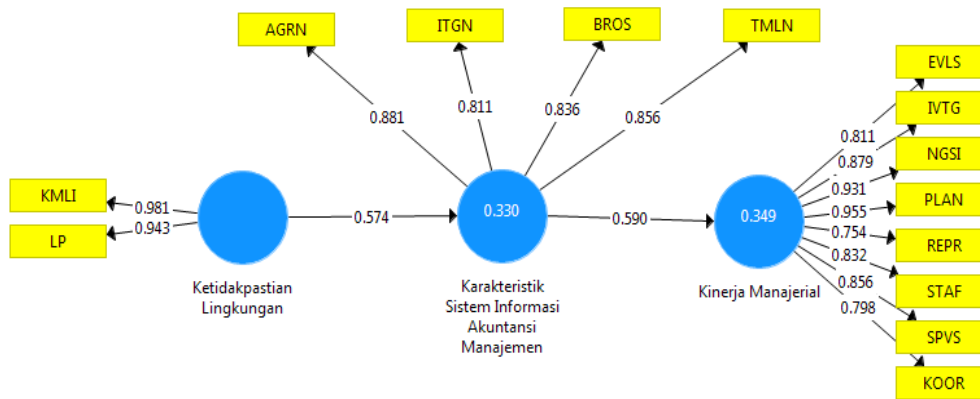 AGRN
ITGN
BROS
TMLN
EVLS
IVTG
NGSI
PLAN
REPR
STAF
SPVS
KOOR
KMLI
LP
0.881
0.811
0.836
0.856
0.811
0.879
0.931
0.955
0.754
0.832
0.856
0.798
0.981
0.943
0.574
0.330
0.590
0.349
Ketidakpastian
Lingkungan
Karakteristik
Sistem Informasi
Akuntansi
Manajemen
Kinerja Manajerial